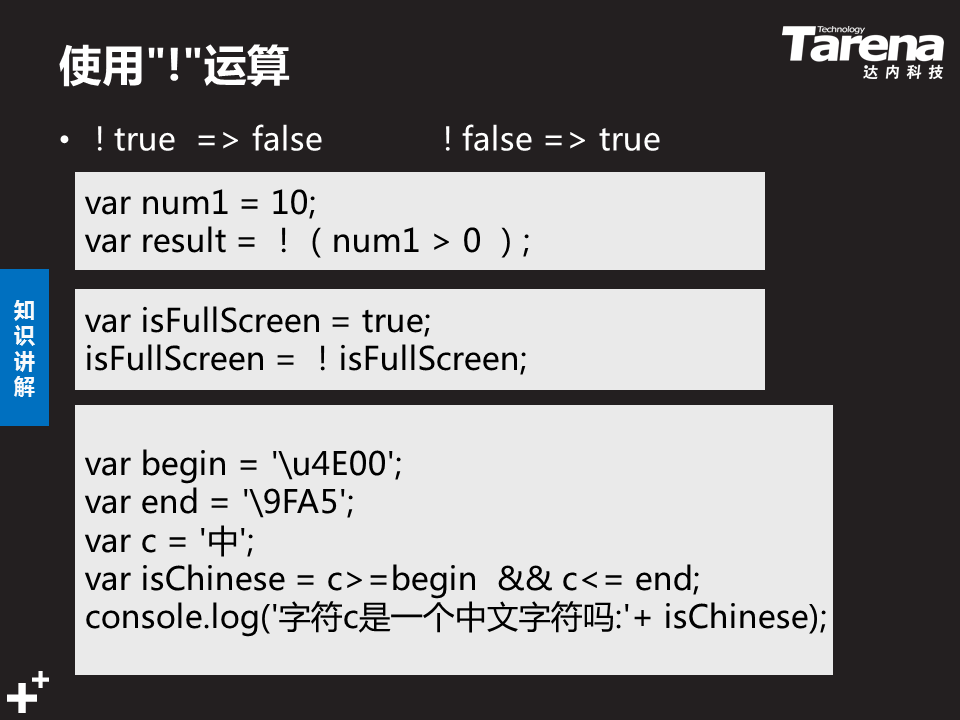 使用"!"运算
Technology
Tarena
达内科技
• ! true => false ! false => true
var num1 = 10;
var result = ! ( num1 > 0 ) ;
知识讲解
var isFullScreen = true;
isFullScreen = ! isFullScreen;
var begin = '\u4E00';
var end = '\9FA5';
var c = '中';
var isChinese = c>=begin && c<= end;
console.log('字符c是一个中文字符吗:'+ isChinese);